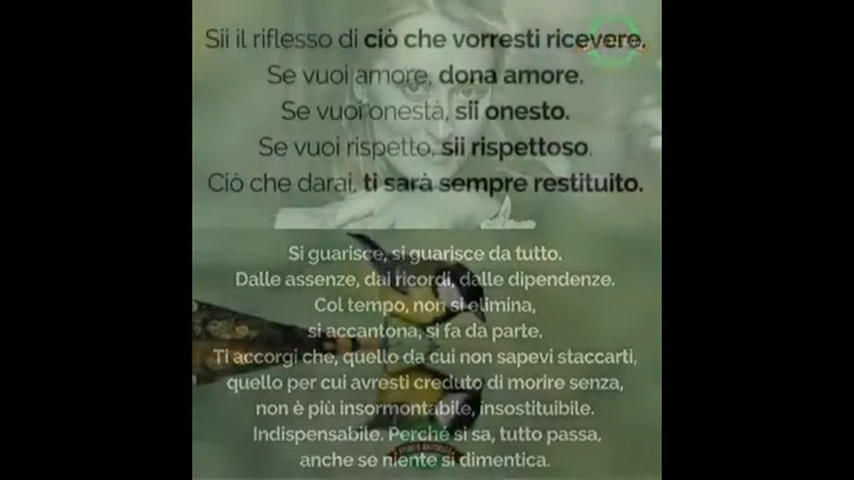 Sii il riflesso di ciò che vorresti ricevere.
Se vuoi amore, dona amore.
Se vuoi onestà, sii onesto.
Se vuoi rispetto, sii rispettoso.
Ciò che darai, ti sarà sempre restituito.
Si guarisce, si guarisce da tutto.
Dalle assenze, dai ricordi, dalle dipendenze.
Col tempo, non si elimina,
si accantona, si fa da parte.
Ti accorgi che, quello da cui non sapevi staccarti,
quello per cui avresti creduto di morire senza,
non è più insormontabile, insostituibile.
Indispensabile. Perché si sa, tutto passa,
anche se niente si dimentica.